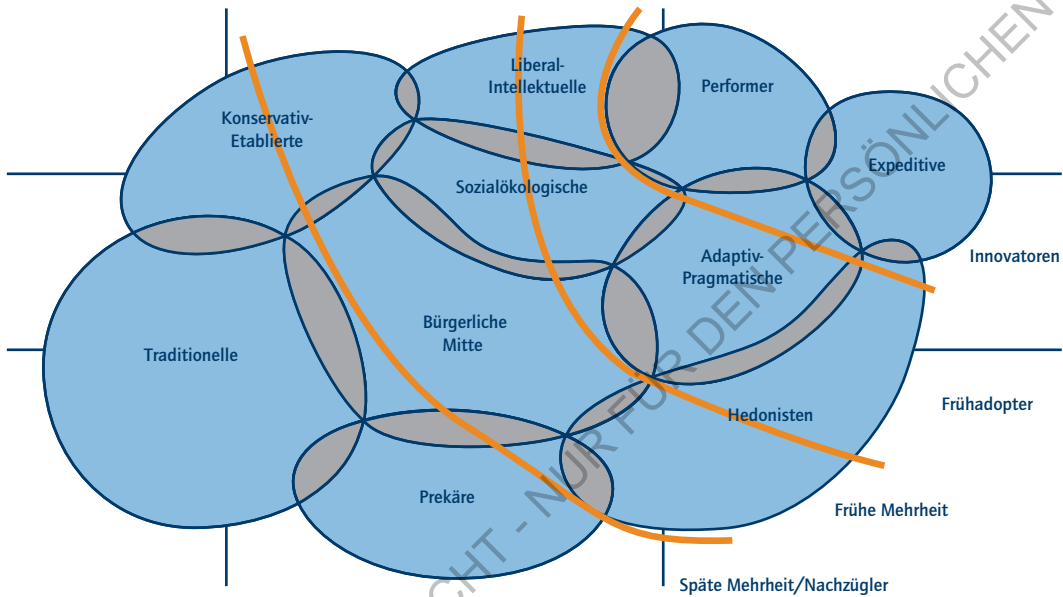 Liberal-
Intellektuelle
Performer
Konservativ-
Etablierte
Expeditive
Sozialökologische
Adaptiv-
Pragmatische
Innovatoren
Bürgerliche
Mitte
Traditionelle
Frühadopter
Hedonisten
Prekäre
Frühe Mehrheit
Späte Mehrheit/Nachzügler
CHT - NUR FÜR DEN PERSÖNLICHEN